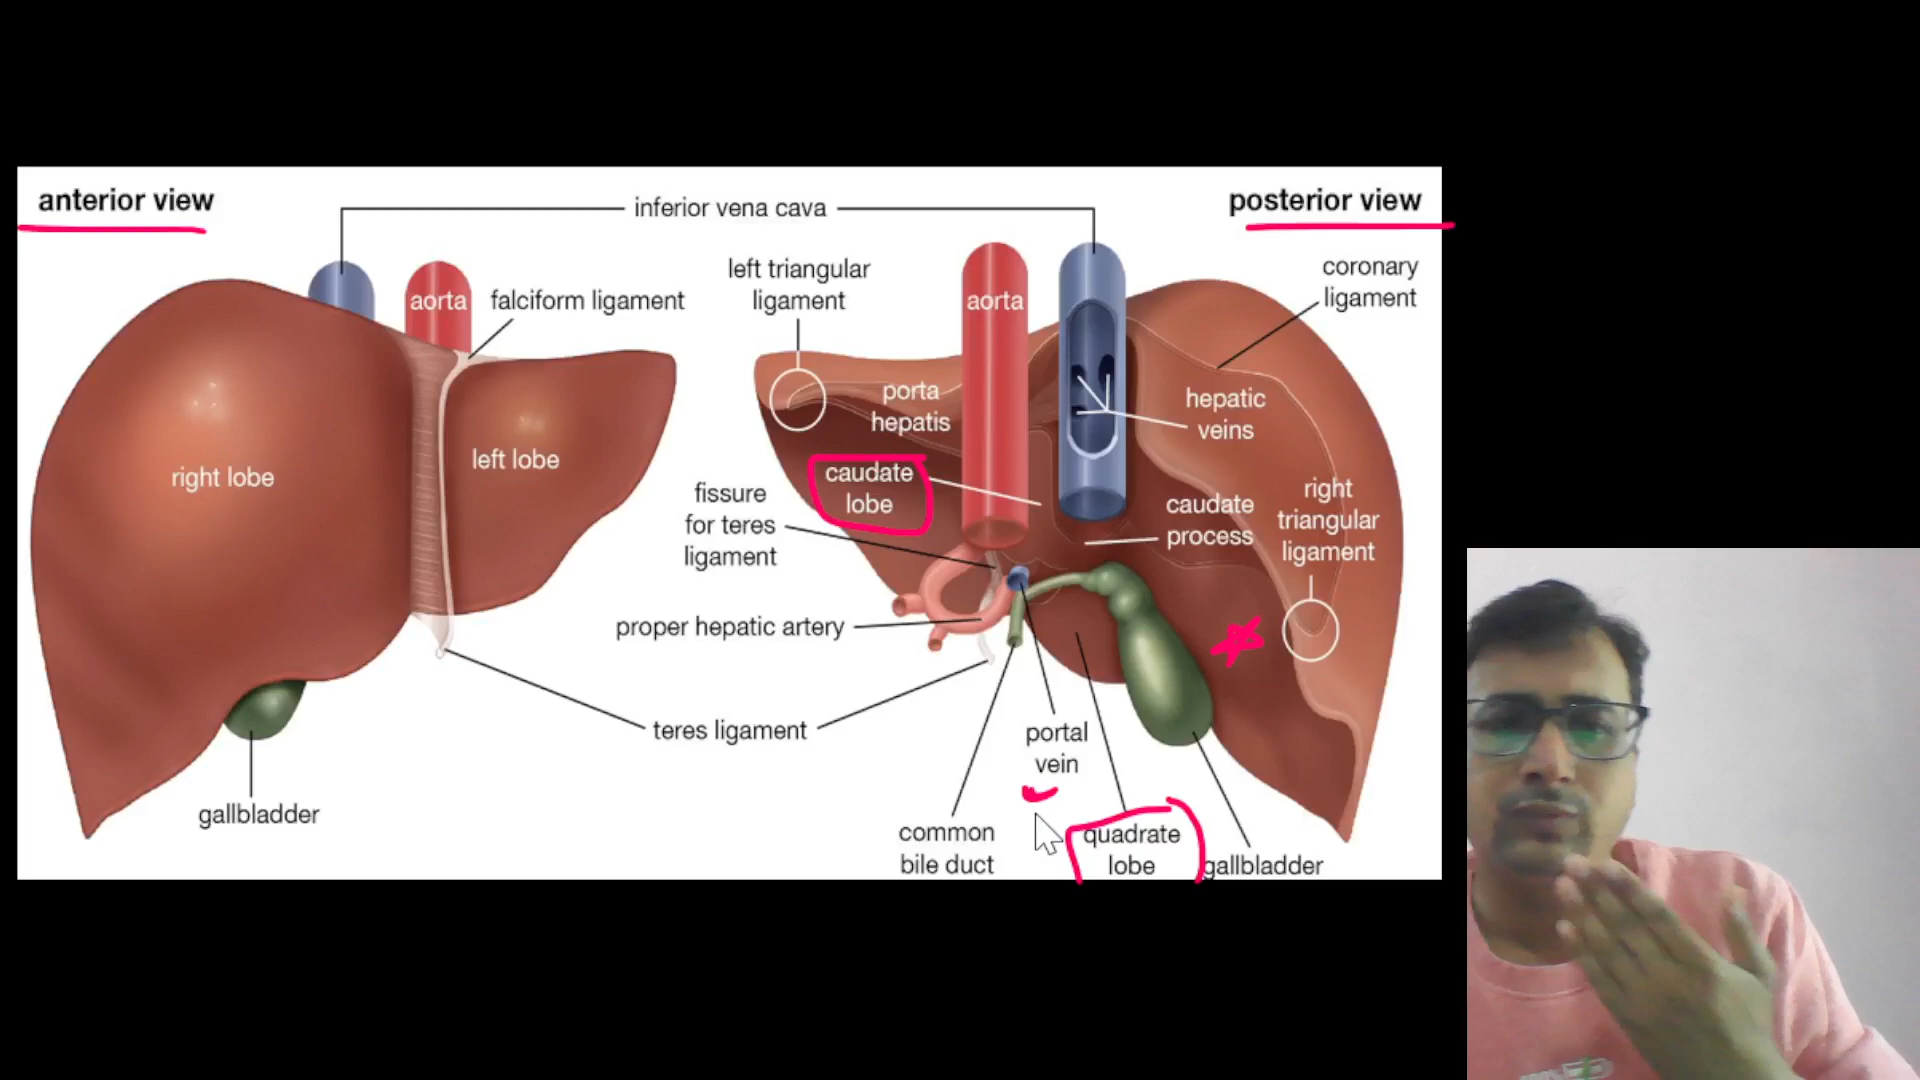 anterior view
inferior vena cava
posterior view
aorta
falciform ligament
right lobe
left lobe
gallbladder
teres ligament
left triangular
ligament
aorta
coronary
ligament
porta
hepatis
hepatic
veins
caudate
lobe
fissure
for teres
ligament
caudate
process
right
triangular
ligament
proper hepatic artery
portal
vein
common
bile duct
quadrate
lobe
gallbladder